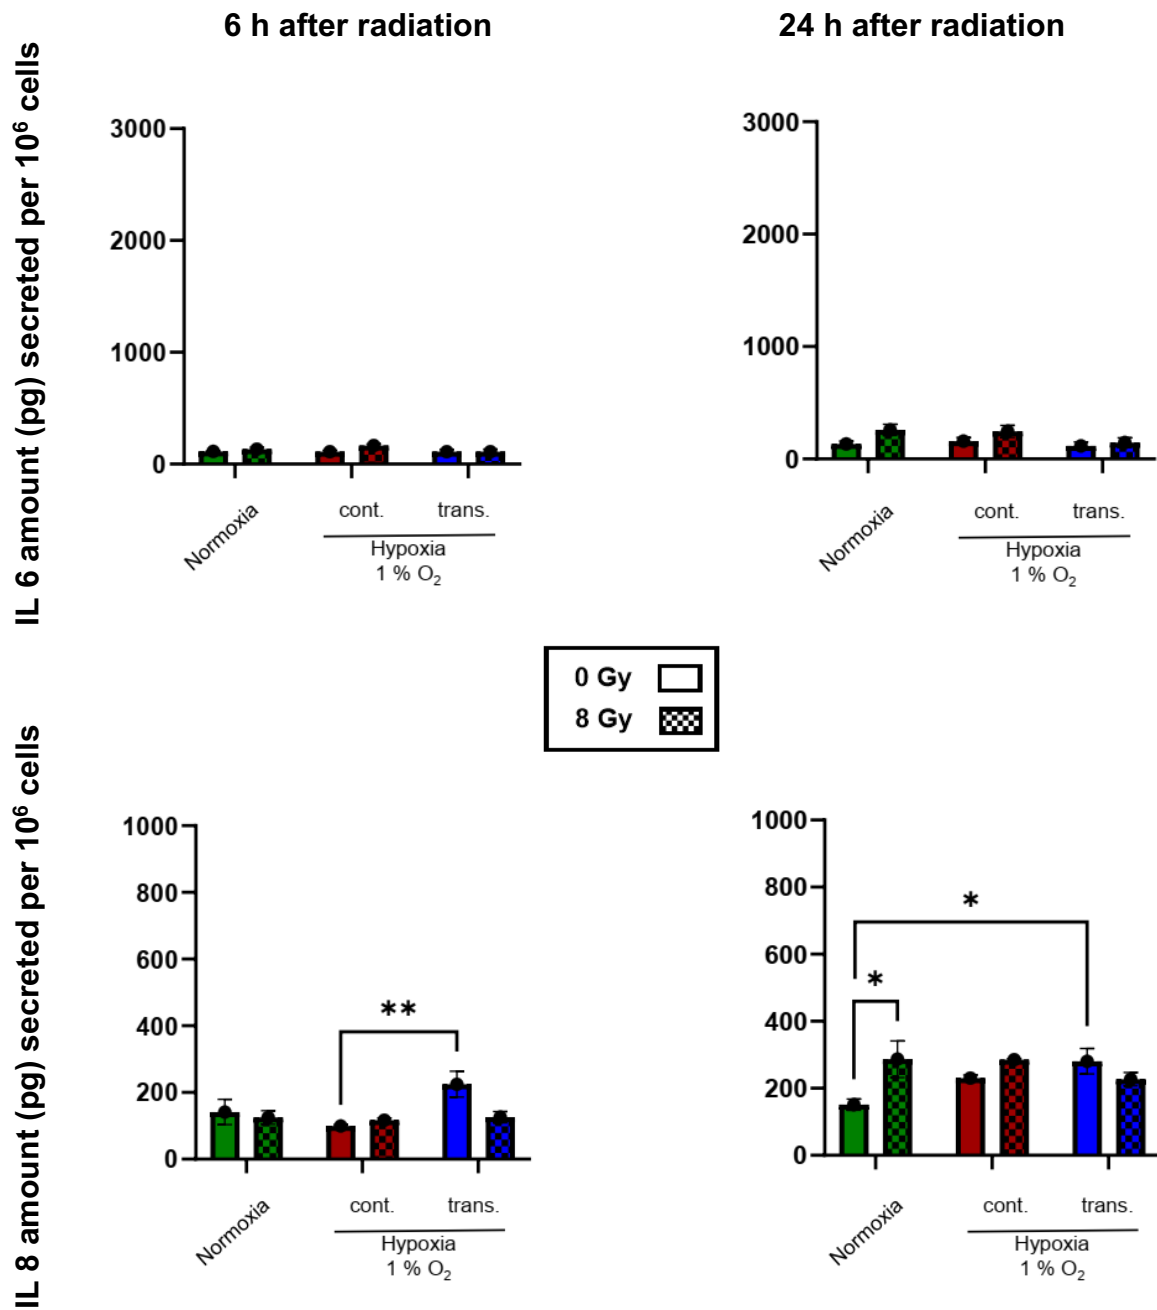 6 h after radiation
24 h after radiation
IL 6 amount (pg) secreted per 10⁶ cells
3000
2000
1000
0
Normoxia
cont.
trans.
Hypoxia
1 % O₂
3000
2000
1000
0
Normoxia
cont.
trans.
Hypoxia
1 % O₂
0 Gy
8 Gy
IL 8 amount (pg) secreted per 10⁶ cells
1000
800
600
400
200
0
**
Normoxia
cont.
trans.
Hypoxia
1 % O₂
1000
800
600
400
200
0
*
*
Normoxia
cont.
trans.
Hypoxia
1 % O₂